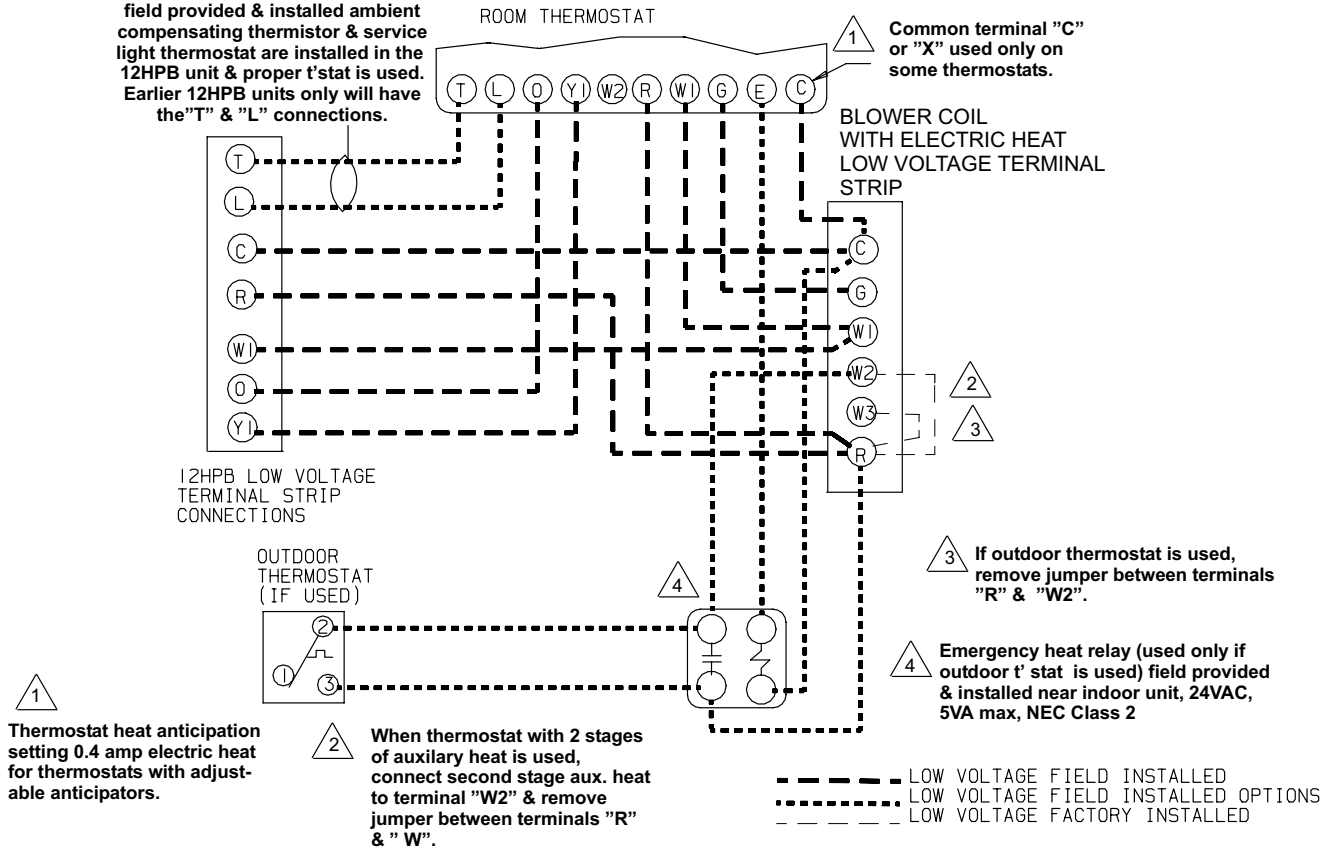 field provided & installed ambient
compensating thermistor & service
light thermostat are installed in the
12HPB unit & proper t'stat is used.
Earlier 12HPB units only will have
the"T" & "L" connections.
ROOM THERMOSTAT
1
Common terminal "C"
or "X" used only on
some thermostats.
T L O Y1 W2 R W1 G E C
BLOWER COIL
WITH ELECTRIC HEAT
LOW VOLTAGE TERMINAL
STRIP
T
L
C
R
W1
O
Y1
C
G
W1
W2
W3
R
2
3
12HPB LOW VOLTAGE
TERMINAL STRIP
CONNECTIONS
OUTDOOR
THERMOSTAT
(IF USED)
2
1
3
4
3
If outdoor thermostat is used,
remove jumper between terminals
"R" & "W2".
4
Emergency heat relay (used only if
outdoor t' stat is used) field provided
& installed near indoor unit, 24VAC,
5VA max, NEC Class 2
1
Thermostat heat anticipation
setting 0.4 amp electric heat
for thermostats with adjust-
able anticipators.
2
When thermostat with 2 stages
of auxilary heat is used,
connect second stage aux. heat
to terminal "W2" & remove
jumper between terminals "R"
& " W".
LOW VOLTAGE FIELD INSTALLED
LOW VOLTAGE FIELD INSTALLED OPTIONS
LOW VOLTAGE FACTORY INSTALLED